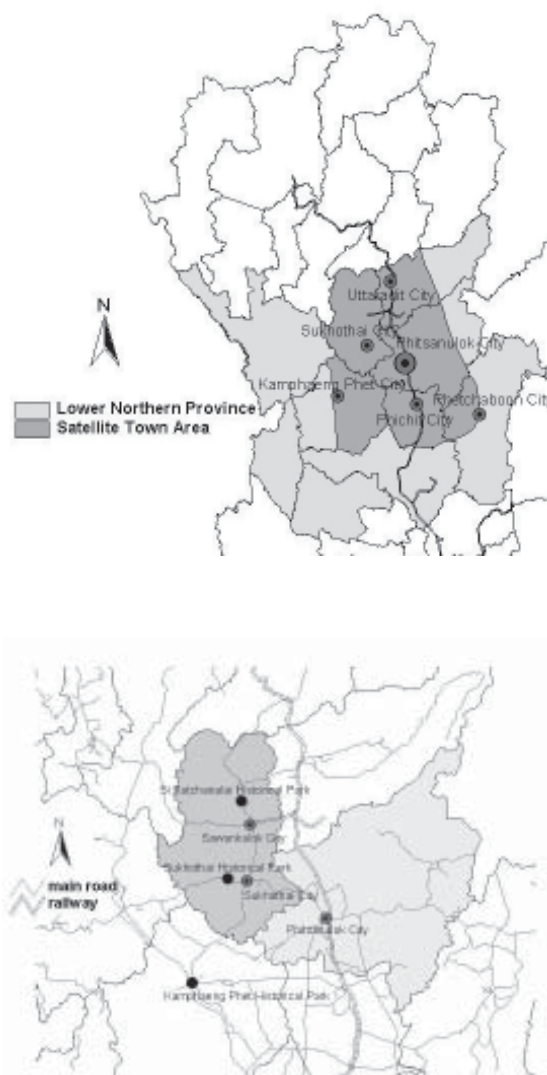 N
Uttaradit City
Sukhothai City
Phitsanulok City
Kamphaeng Phet City
Phetchaboon City
Phichit City
Lower Northern Province
Satellite Town Area
Si Satchanalai Historical Park
Sawankalok City
N
Sukhothai Historical Park
main road
Sukhothai City
railway
Phitsanulok City
Kamphaeng Phet Historical Park